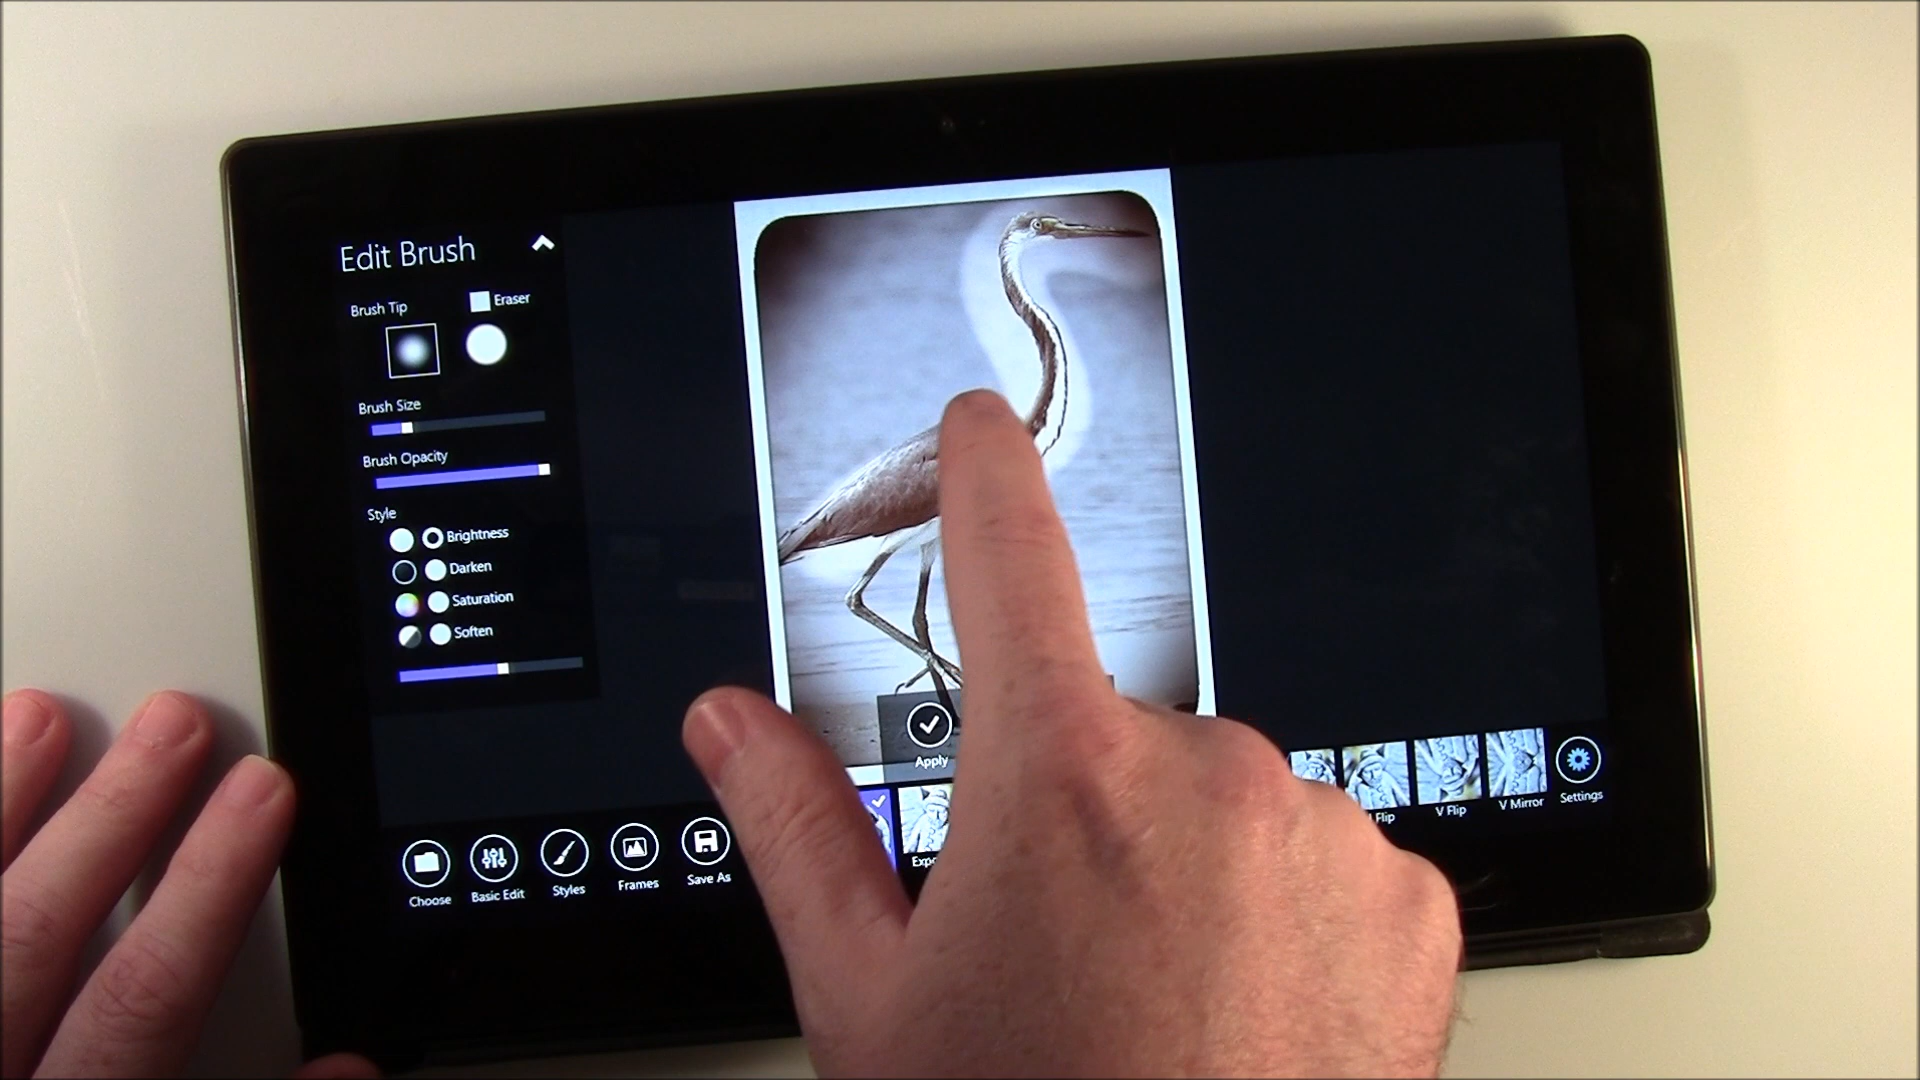 Edit Brush
Brush Tip
Eraser
Brush Size
Brush Opacity
Style
Brightness
Darken
Saturation
Soften
Apply
Choose
Basic Edit
Styles
Frames
Save As
Flip
V Flip
V Mirror
Settings